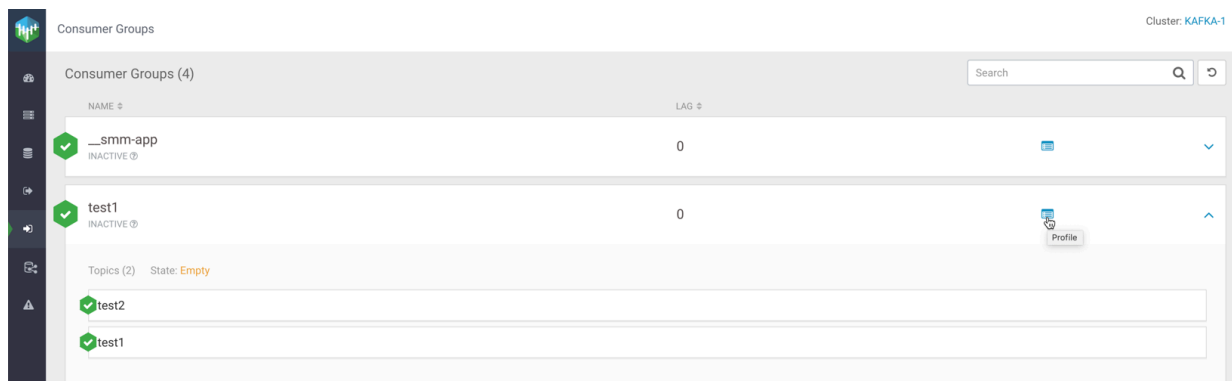 Consumer Groups
Cluster: KAFKA-1
Consumer Groups (4)
Search
NAME LAG
__smm-app 0
INACTIVE
test1 0
INACTIVE
Profile
Topics (2) State: Empty
test2
test1